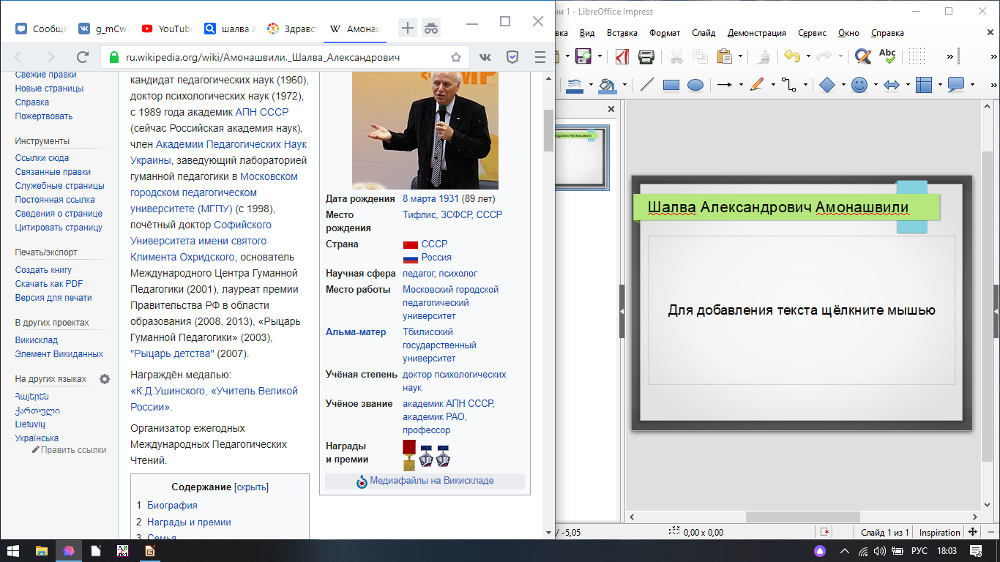 Сообще
g_mCw
YouTube
шалва а
Здравст
Амонаш
ru.wikipedia.org/wiki/Амонашвили,_Шалва_Александрович
Свежие правки
Новые страницы
Справка
Пожертвовать
Инструменты
Ссылки сюда
Связанные правки
Служебные страницы
Постоянная ссылка
Сведения о странице
Цитировать страницу
Печать/экспорт
Создать книгу
Скачать как PDF
Версия для печати
В других проектах
Викисклад
Элемент Викиданных
На других языках
Հայերեն
ქართული
Lietuvių
Українська
Править ссылки
кандидат педагогических наук (1960),
доктор психологических наук (1972),
с 1989 года академик АПН СССР
(сейчас Российская академия наук),
член Академии Педагогических Наук
Украины, заведующий лабораторией
гуманной педагогики в Московском
городском педагогическом
университете (МГПУ) (с 1998),
почётный доктор Софийского
Университета имени святого
Климента Охридского, основатель
Международного Центра Гуманной
Педагогики (2001), лауреат премии
Правительства РФ в области
образования (2008, 2013), «Рыцарь
Гуманной Педагогики» (2003),
"Рыцарь детства" (2007).
Награждён медалью:
«К.Д.Ушинского, «Учитель Великой
России».
Организатор ежегодных
Международных Педагогических
Чтений.
Содержание [скрыть]
1 Биография
2 Награды и премии
3 Семья
Дата рождения 8 марта 1931 (89 лет)
Место рождения Тифлис, ЗСФСР, СССР
Страна СССР
Россия
Научная сфера педагог, психолог
Место работы Московский городской
педагогический
университет
Альма-матер Тбилисский
государственный
университет
Учёная степень доктор психологических
наук
Учёное звание академик АПН СССР,
академик РАО,
профессор
Награды
и премии
Медиафайлы на Викискладе
ни 1 - LibreOffice Impress
вка Вид Вставка Формат Слайд Демонстрация Сервис Окно Справка
Abc
Шалва Александрович Амонашвили
Для добавления текста щёлкните мышью
/ -5,05 0,00 x 0,00 Слайд 1 из 1 Inspiration
РУС 18:03